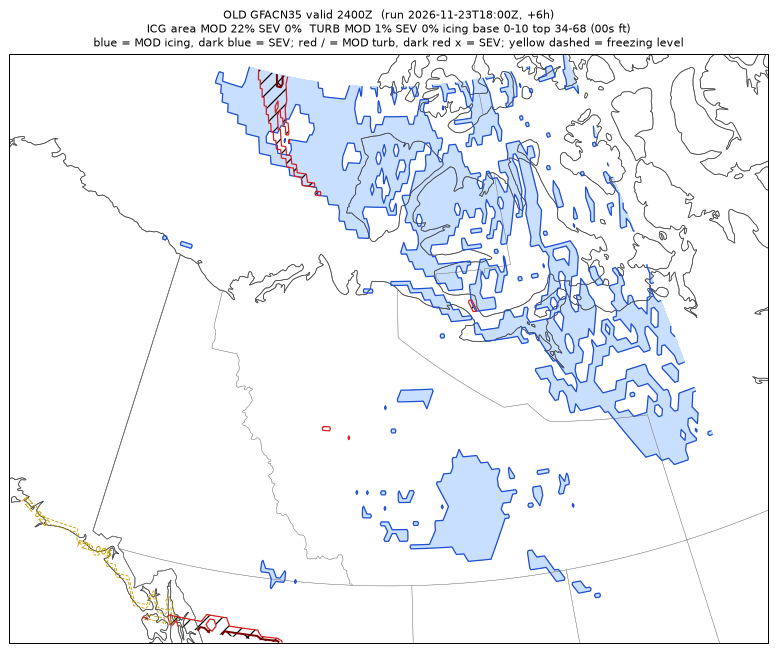 OLD GFACN35 valid 2400Z  (run 2026-11-23T18:00Z, +6h)
ICG area MOD 22% SEV 0%  TURB MOD 1% SEV 0% icing base 0-10 top 34-68 (00s ft)
blue = MOD icing, dark blue = SEV; red / = MOD turb, dark red x = SEV; yellow dashed = freezing level